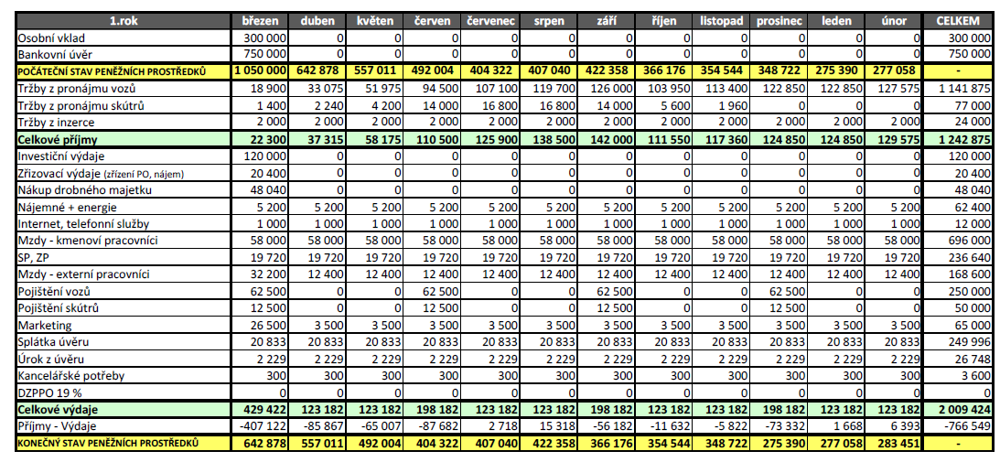 1.rok březen duben květen červen červenec srpen září říjen listopad prosinec leden únor CELKEM
Osobní vklad 300 000 0 0 0 0 0 0 0 0 0 0 0 300 000
Bankovní úvěr 750 000 0 0 0 0 0 0 0 0 0 0 0 750 000
POČÁTEČNÍ STAV PENĚŽNÍCH PROSTŘEDKŮ 1 050 000 642 878 557 011 492 004 404 322 407 040 422 358 366 176 354 544 348 722 275 390 277 058 -
Tržby z pronájmu vozů 18 900 33 075 51 975 94 500 107 100 119 700 126 000 103 950 113 400 122 850 122 850 127 575 1 141 875
Tržby z pronájmu skútrů 1 400 2 240 4 200 14 000 16 800 16 800 14 000 5 600 1 960 0 0 0 77 000
Tržby z inzerce 2 000 2 000 2 000 2 000 2 000 2 000 2 000 2 000 2 000 2 000 2 000 2 000 24 000
Celkové příjmy 22 300 37 315 58 175 110 500 125 900 138 500 142 000 111 550 117 360 124 850 124 850 129 575 1 242 875
Investiční výdaje 120 000 0 0 0 0 0 0 0 0 0 0 0 120 000
Zřizovací výdaje (zřízení PO, nájem) 20 400 0 0 0 0 0 0 0 0 0 0 0 20 400
Nákup drobného majetku 48 040 0 0 0 0 0 0 0 0 0 0 0 48 040
Nájemné + energie 5 200 5 200 5 200 5 200 5 200 5 200 5 200 5 200 5 200 5 200 5 200 5 200 62 400
Internet, telefonní služby 1 000 1 000 1 000 1 000 1 000 1 000 1 000 1 000 1 000 1 000 1 000 1 000 12 000
Mzdy - kmenoví pracovníci 58 000 58 000 58 000 58 000 58 000 58 000 58 000 58 000 58 000 58 000 58 000 58 000 696 000
SP, ZP 19 720 19 720 19 720 19 720 19 720 19 720 19 720 19 720 19 720 19 720 19 720 19 720 236 640
Mzdy - externí pracovníci 32 200 12 400 12 400 12 400 12 400 12 400 12 400 12 400 12 400 12 400 12 400 12 400 168 600
Pojištění vozů 62 500 0 0 62 500 0 0 62 500 0 0 62 500 0 0 250 000
Pojištění skútrů 12 500 0 0 12 500 0 0 12 500 0 0 12 500 0 0 50 000
Marketing 26 500 3 500 3 500 3 500 3 500 3 500 3 500 3 500 3 500 3 500 3 500 3 500 65 000
Splátka úvěru 20 833 20 833 20 833 20 833 20 833 20 833 20 833 20 833 20 833 20 833 20 833 20 833 249 996
Úrok z úvěru 2 229 2 229 2 229 2 229 2 229 2 229 2 229 2 229 2 229 2 229 2 229 2 229 26 748
Kancelářské potřeby 300 300 300 300 300 300 300 300 300 300 300 300 3 600
DZPPO 19 % 0 0 0 0 0 0 0 0 0 0 0 0 0
Celkové výdaje 429 422 123 182 123 182 198 182 123 182 123 182 198 182 123 182 123 182 198 182 123 182 123 182 2 009 424
Příjmy - Výdaje -407 122 -85 867 -65 007 -87 682 2 718 15 318 -56 182 -11 632 -5 822 -73 332 1 668 6 393 -766 549
KONEČNÝ STAV PENĚŽNÍCH PROSTŘEDKŮ 642 878 557 011 492 004 404 322 407 040 422 358 366 176 354 544 348 722 275 390 277 058 283 451 -